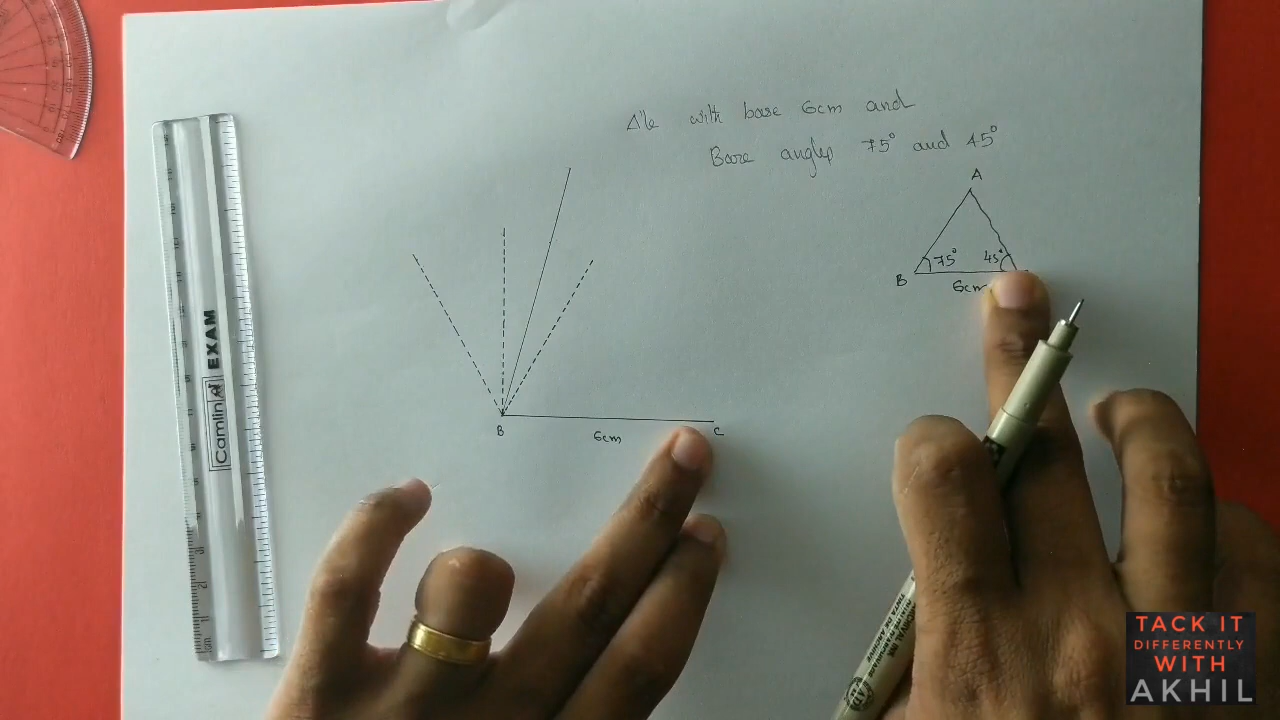 Δle with base 6cm and
Base angles 75° and 45°
A
75° 45°
B
6cm
B 6cm C
Camlin EXAM
TACK IT
DIFFERENTLY
WITH
AKHIL